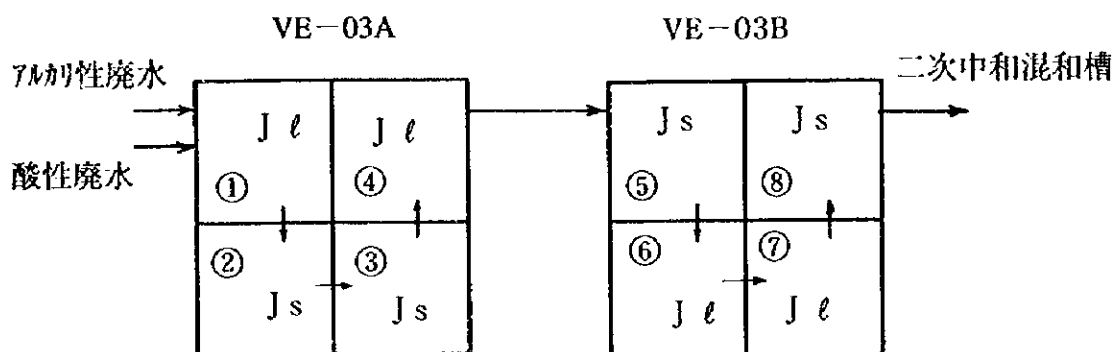 VE-03A
VE-03B
アルカリ性廃水
酸性廃水
J ℓ
J ℓ
①
④
②
③
J s
J s
J s
J s
⑤
⑧
⑥
⑦
J ℓ
J ℓ
二次中和混和槽